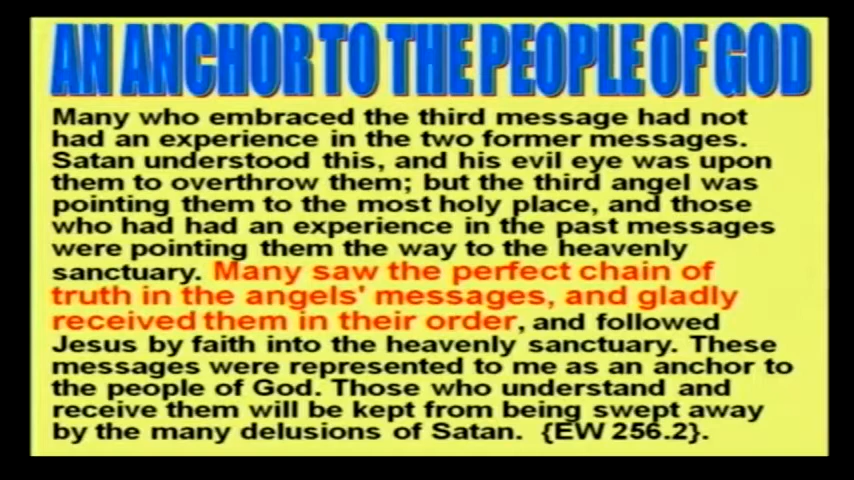 AN ANCHOR TO THE PEOPLE OF GOD
Many who embraced the third message had not
had an experience in the two former messages.
Satan understood this, and his evil eye was upon
them to overthrow them; but the third angel was
pointing them to the most holy place, and those
who had had an experience in the past messages
were pointing them the way to the heavenly
sanctuary. Many saw the perfect chain of
truth in the angels' messages, and gladly
received them in their order, and followed
Jesus by faith into the heavenly sanctuary. These
messages were represented to me as an anchor to
the people of God. Those who understand and
receive them will be kept from being swept away
by the many delusions of Satan. {EW 256.2}.